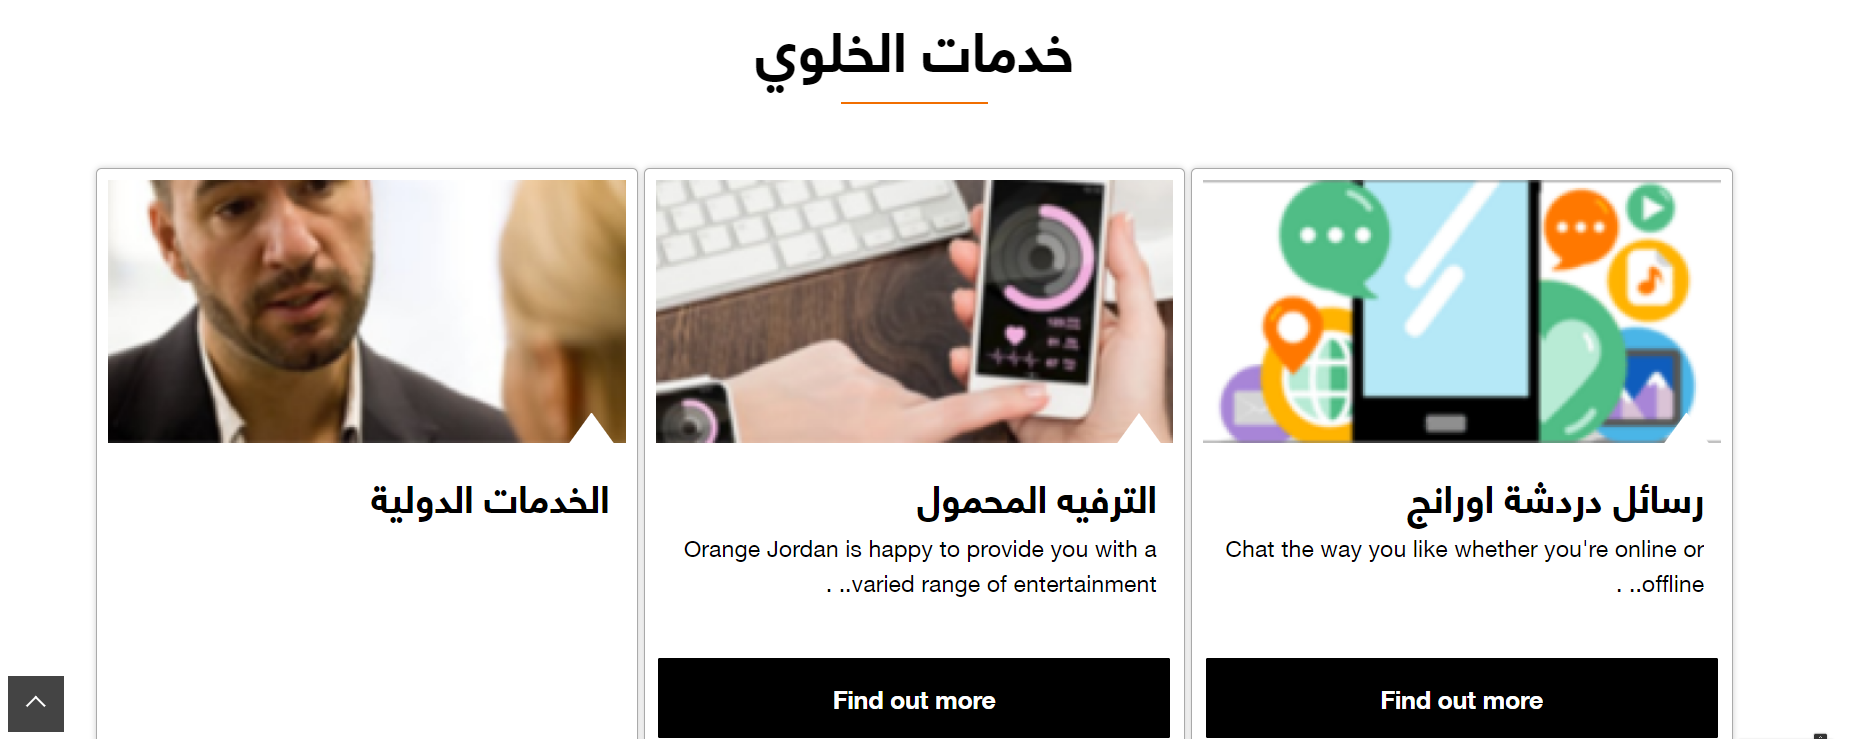 خدمات الخلوي
رسائل دردشة اورانج
Chat the way you like whether you're online or
offline.. .
Find out more
الترفيه المحمول
Orange Jordan is happy to provide you with a
varied range of entertainment.. .
Find out more
الخدمات الدولية